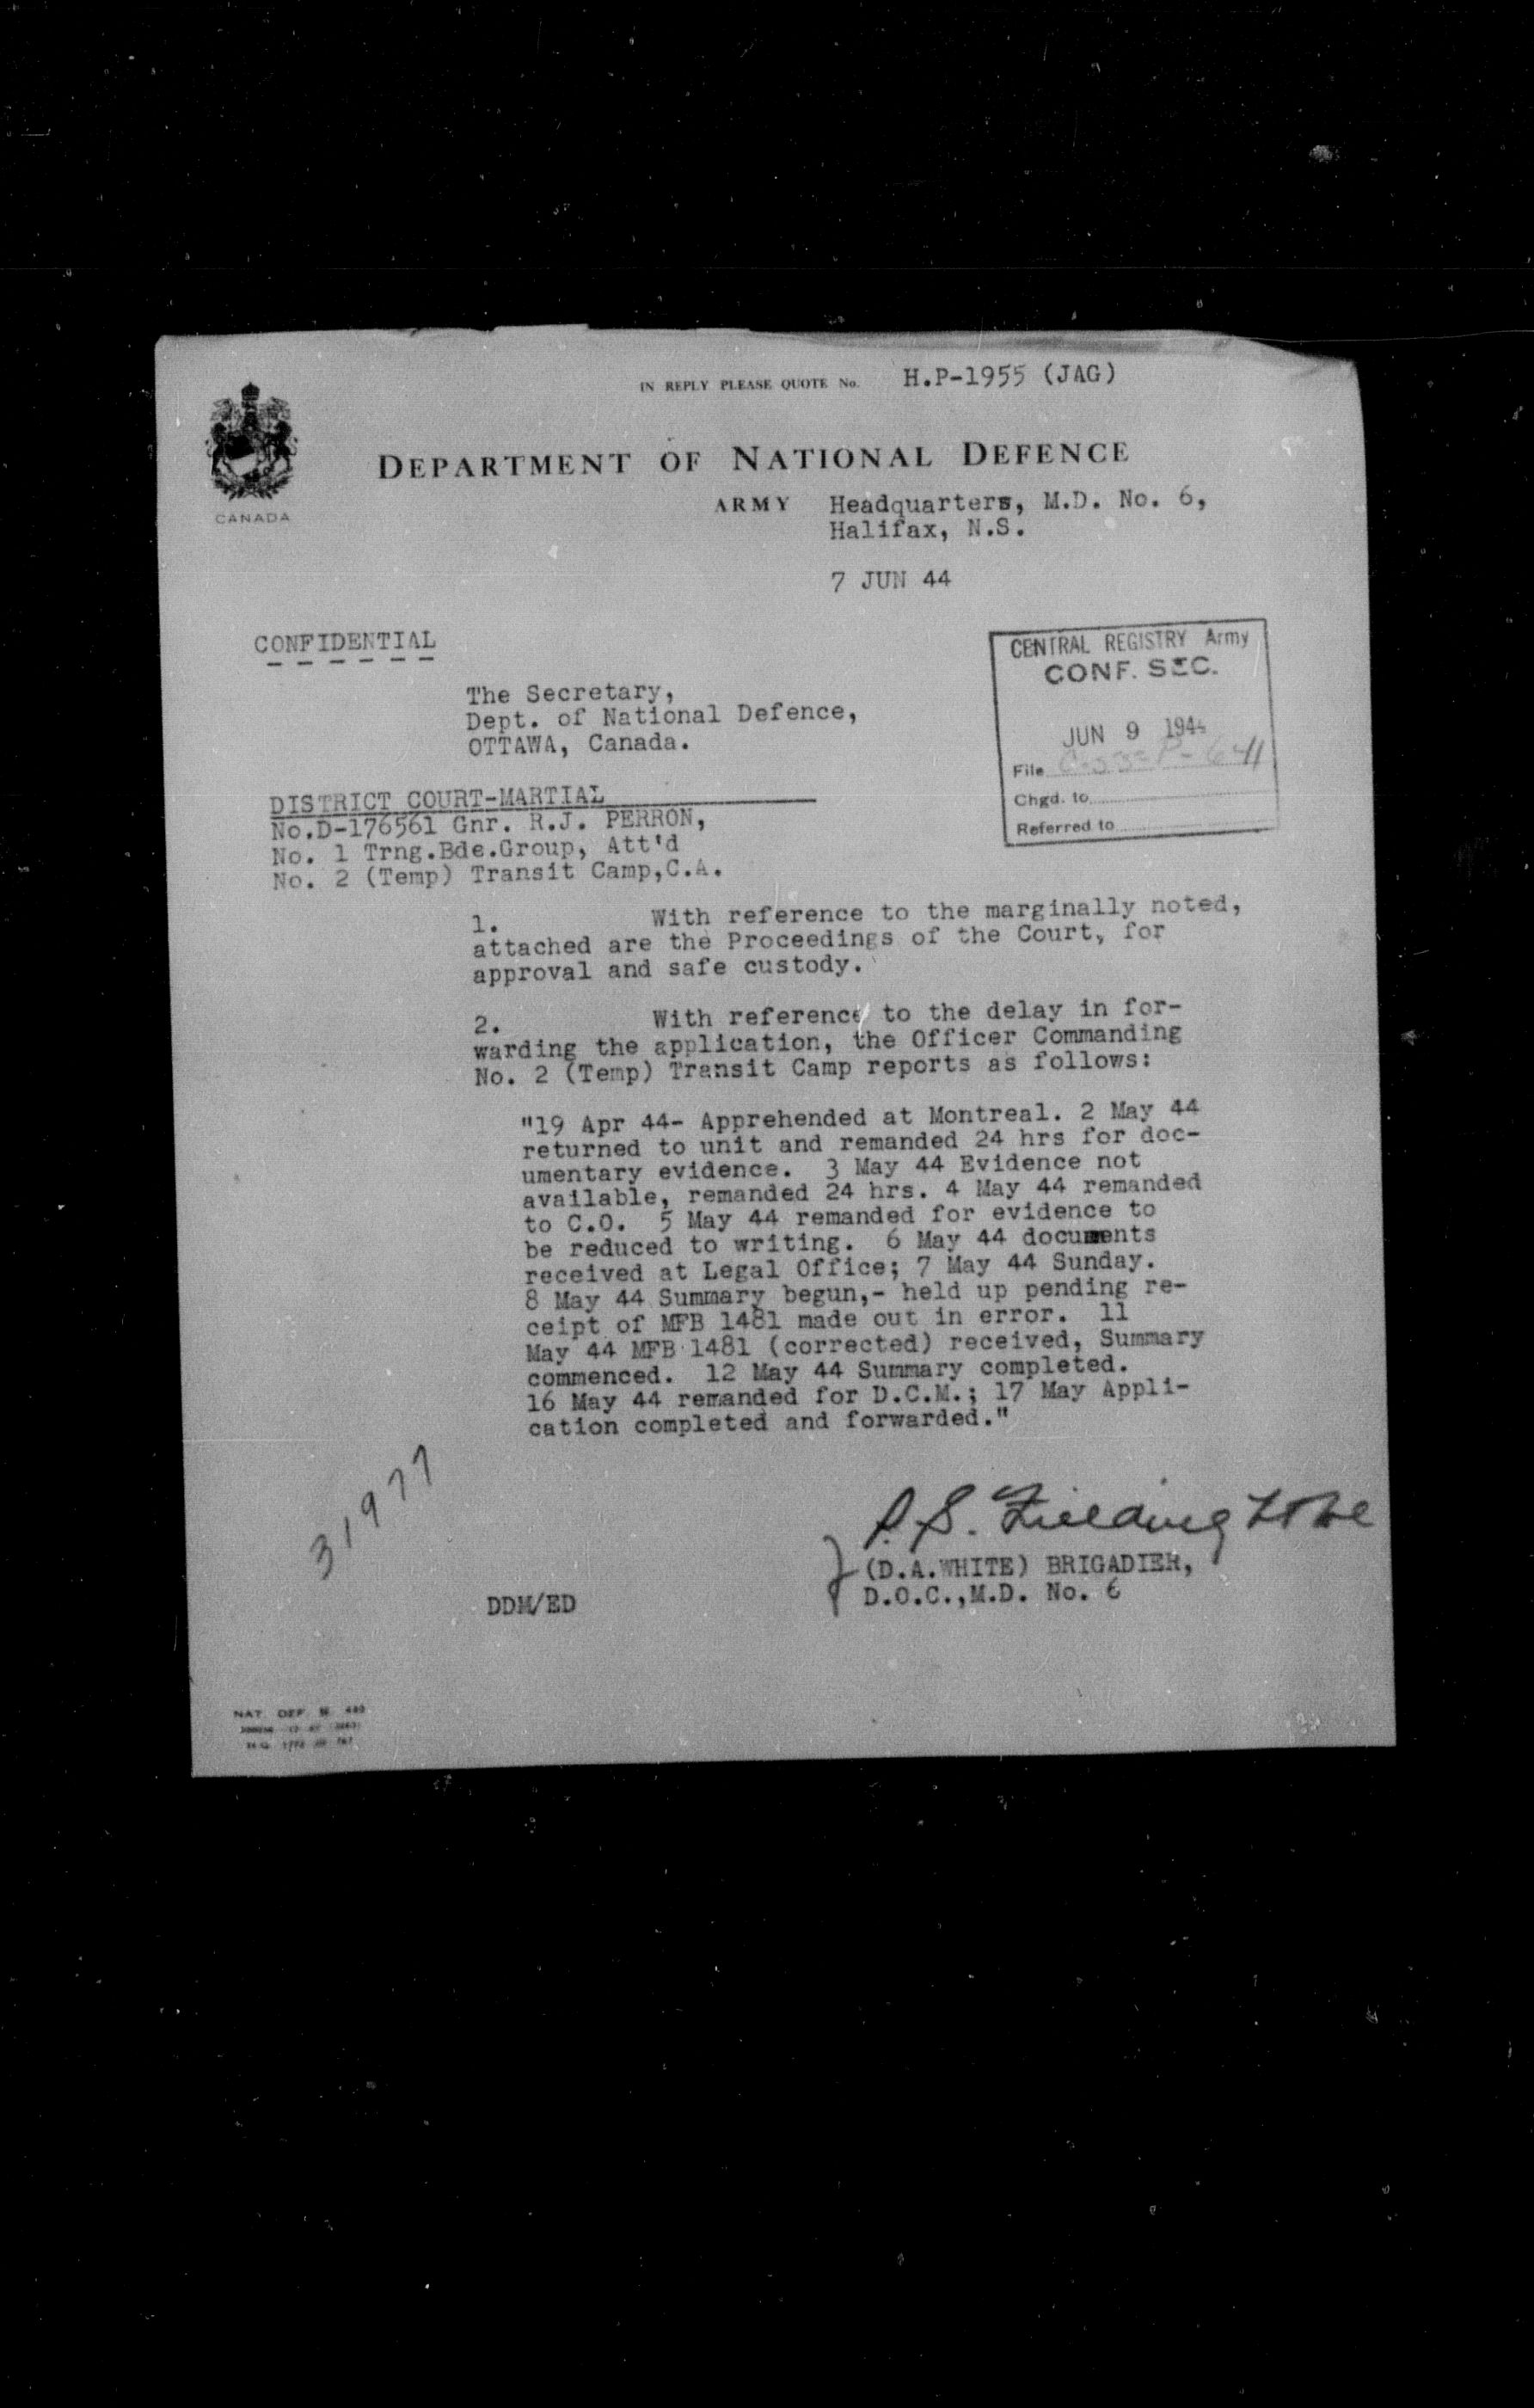 IN REPLY PLEASE QUOTE No. H.P-1955 (JAG)
DEPARTMENT OF NATIONAL DEFENCE
CANADA
ARMY Headquarters, M.D. No. 6,
Halifax, N.S.
7 JUN 44
CONFIDENTIAL
CENTRAL REGISTRY Army
CONF. SEC.
JUN 9 1944
File
Chgd. to
Referred to
The Secretary,
Dept. of National Defence,
OTTAWA, Canada.
DISTRICT COURT-MARTIAL
No.D-176561 Gnr. R.J. PERRON,
No. 1 Trng.Bde.Group, Att'd
No. 2 (Temp) Transit Camp,C.A.
1. With reference to the marginally noted,
attached are the Proceedings of the Court, for
approval and safe custody.
2. With reference to the delay in for-
warding the application, the Officer Commanding
No. 2 (Temp) Transit Camp reports as follows:
"19 Apr 44- Apprehended at Montreal. 2 May 44
returned to unit and remanded 24 hrs for doc-
umentary evidence. 3 May 44 Evidence not
available, remanded 24 hrs. 4 May 44 remanded
to C.O. 5 May 44 remanded for evidence to
be reduced to writing. 6 May 44 documents
received at Legal Office; 7 May 44 Sunday.
8 May 44 Summary begun,- held up pending re-
ceipt of MFB 1481 made out in error. 11
May 44 MFB 1481 (corrected) received, Summary
commenced. 12 May 44 Summary completed.
16 May 44 remanded for D.C.M.; 17 May Appli-
cation completed and forwarded."
31977
P.S. Fielding
(D.A.WHITE) BRIGADIER,
D.O.C.,M.D. No. 6
DDM/ED
NAT. DEF. B.